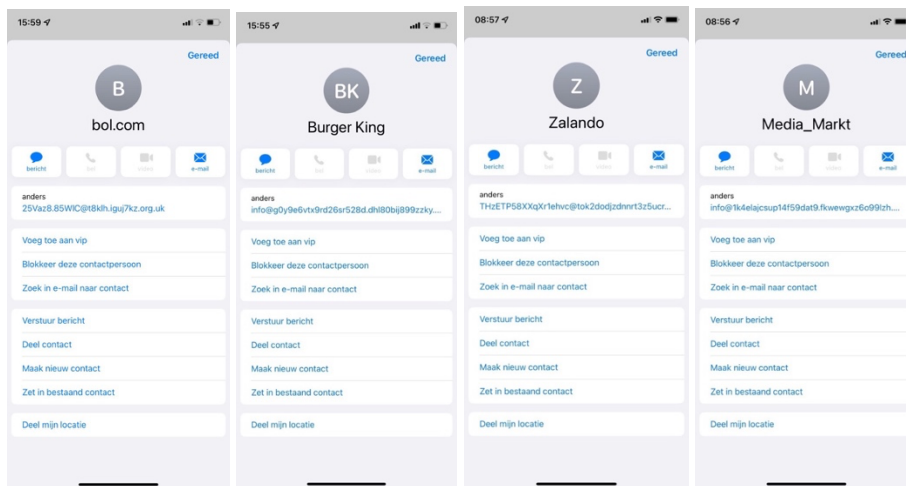 15:59
Gereed
B
bol.com
bericht
bel
video
e-mail
anders
25Vaz8.85WIC@t8klh.iguj7kz.org.uk
Voeg toe aan vip
Blokkeer deze contactpersoon
Zoek in e-mail naar contact
Verstuur bericht
Deel contact
Maak nieuw contact
Zet in bestaand contact
Deel mijn locatie
15:55
Gereed
BK
Burger King
bericht
bel
video
e-mail
anders
info@g0y9e6vtx9rd26sr528d.dhl80bij899zzky....
Voeg toe aan vip
Blokkeer deze contactpersoon
Zoek in e-mail naar contact
Verstuur bericht
Deel contact
Maak nieuw contact
Zet in bestaand contact
Deel mijn locatie
08:57
Gereed
Z
Zalando
bericht
bel
video
e-mail
anders
THzETP58XXqXr1ehvc@tok2dodjzdnnrt3z5ucr...
Voeg toe aan vip
Blokkeer deze contactpersoon
Zoek in e-mail naar contact
Verstuur bericht
Deel contact
Maak nieuw contact
Zet in bestaand contact
Deel mijn locatie
08:56
Gereed
M
Media_Markt
bericht
bel
video
e-mail
anders
info@1k4elajcsup14f59dat9.fkwewgxz6o99lzh....
Voeg toe aan vip
Blokkeer deze contactpersoon
Zoek in e-mail naar contact
Verstuur bericht
Deel contact
Maak nieuw contact
Zet in bestaand contact
Deel mijn locatie